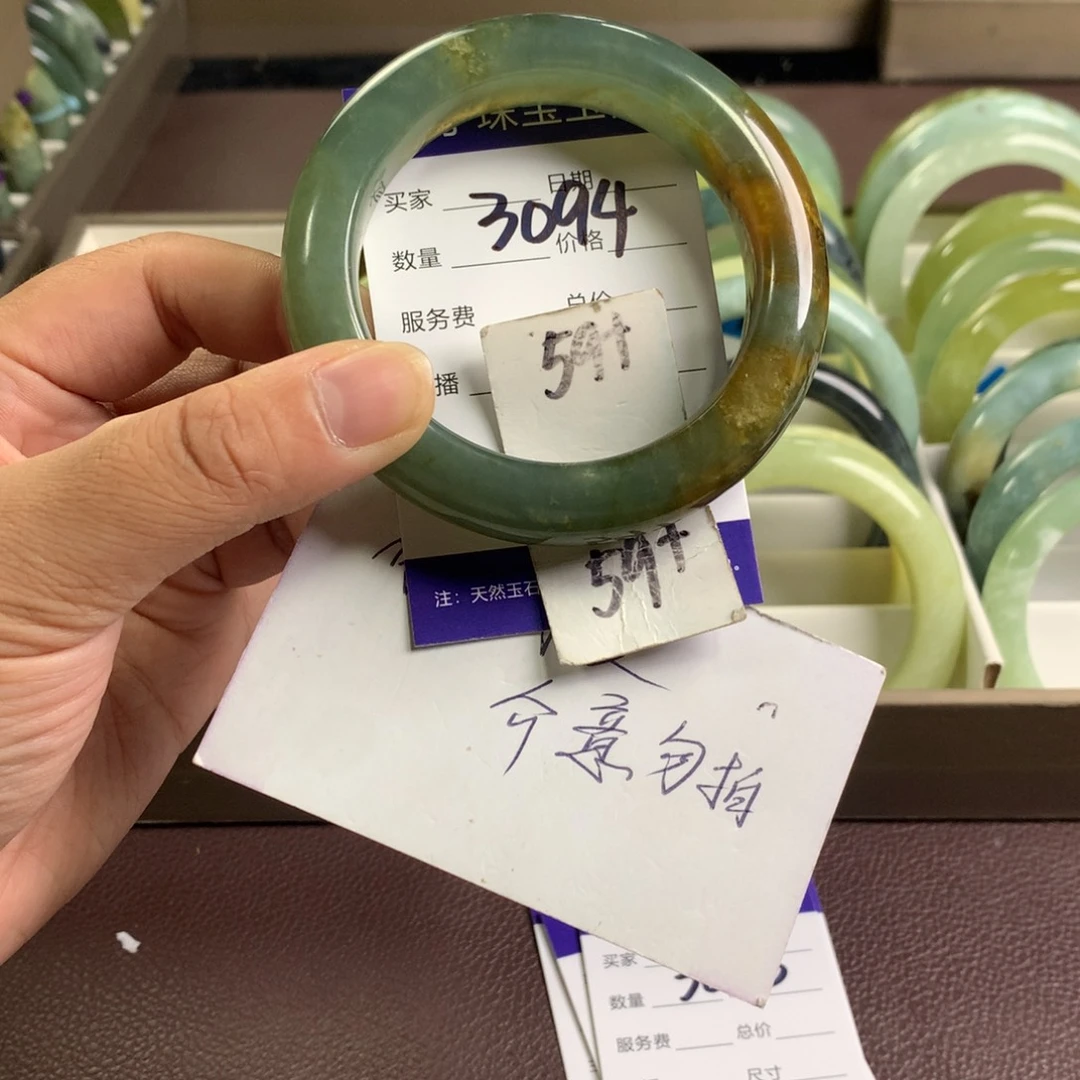 珠宝玉
买家 日期
3094
数量 价格
服务费 总价
播
59+
59+
注：天然玉石
介意勿拍
买家
数量
服务费 总价
尺寸